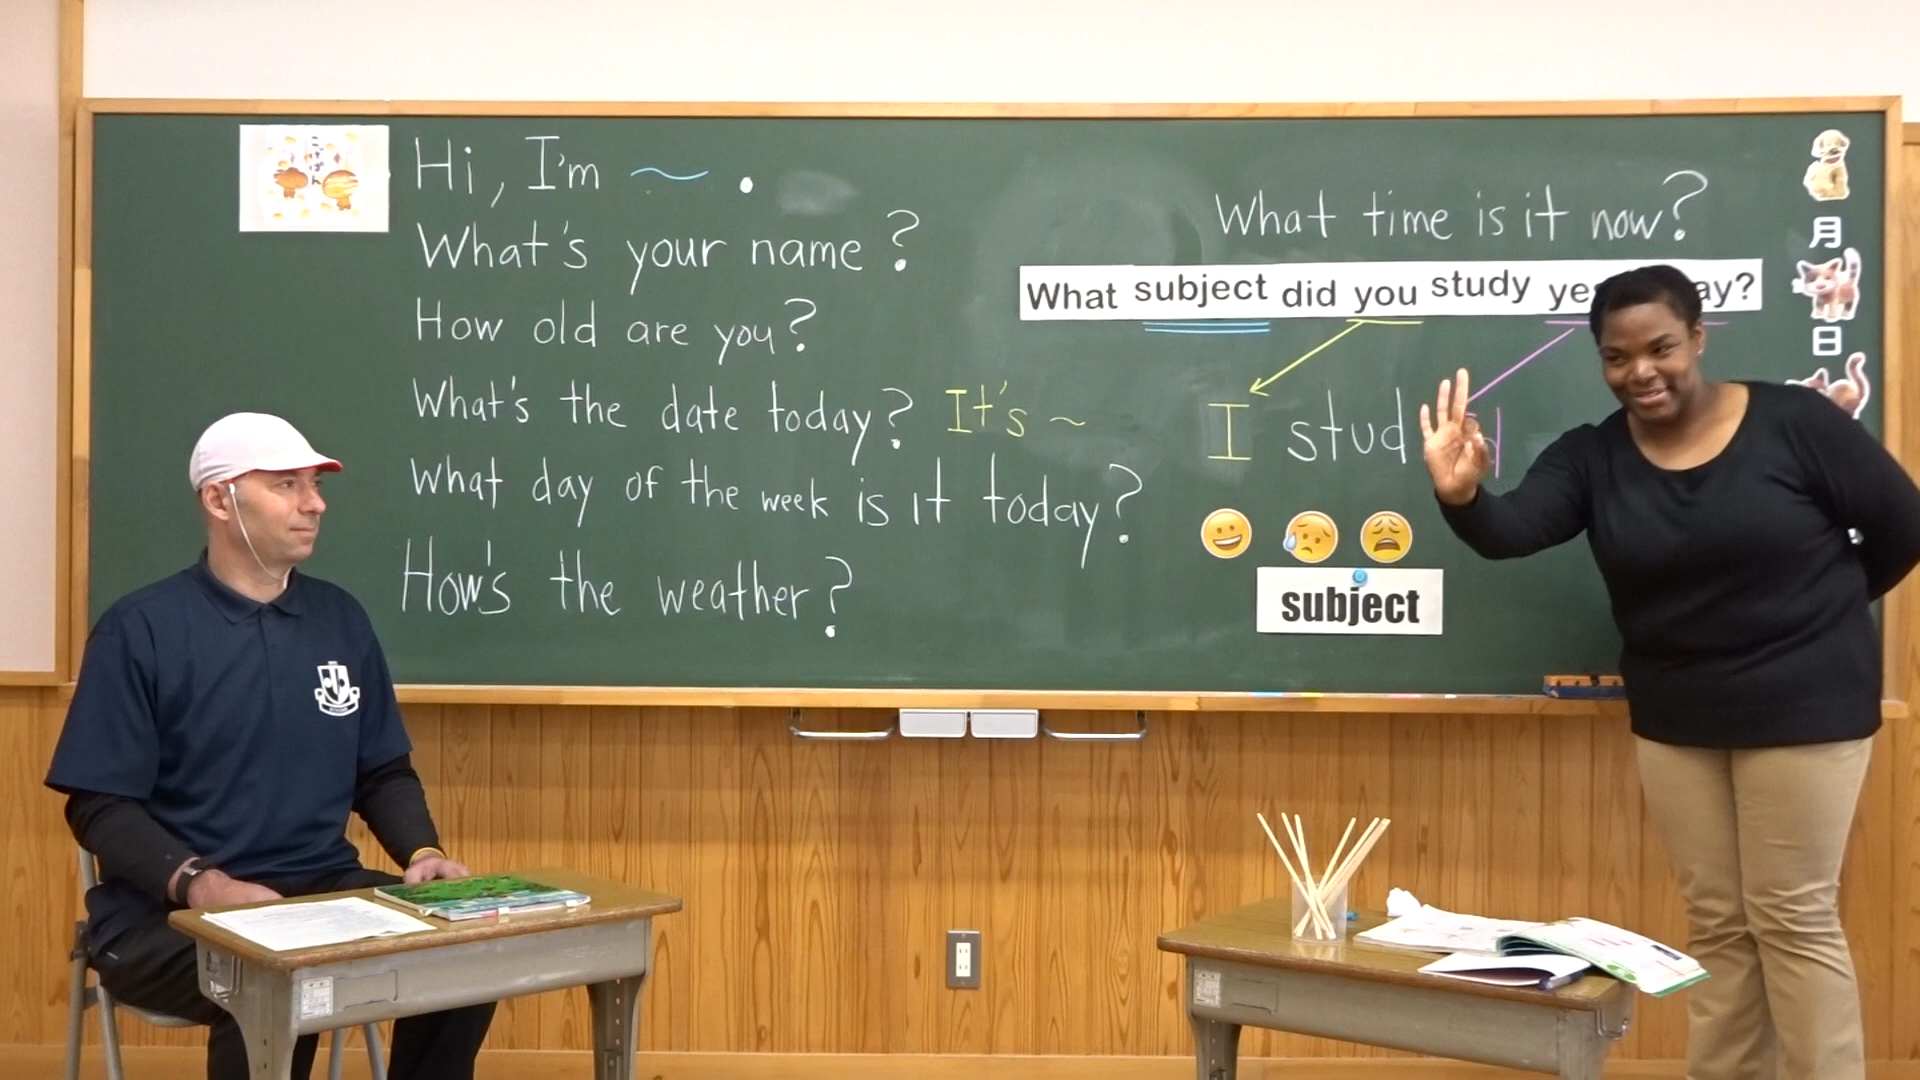 Hi, I'm ~ .
What's your name?
How old are you?
What's the date today? It's ~
What day of the week is it today?
How's the weather?
What time is it now?
What subject did you study
I stud
subject
月
日